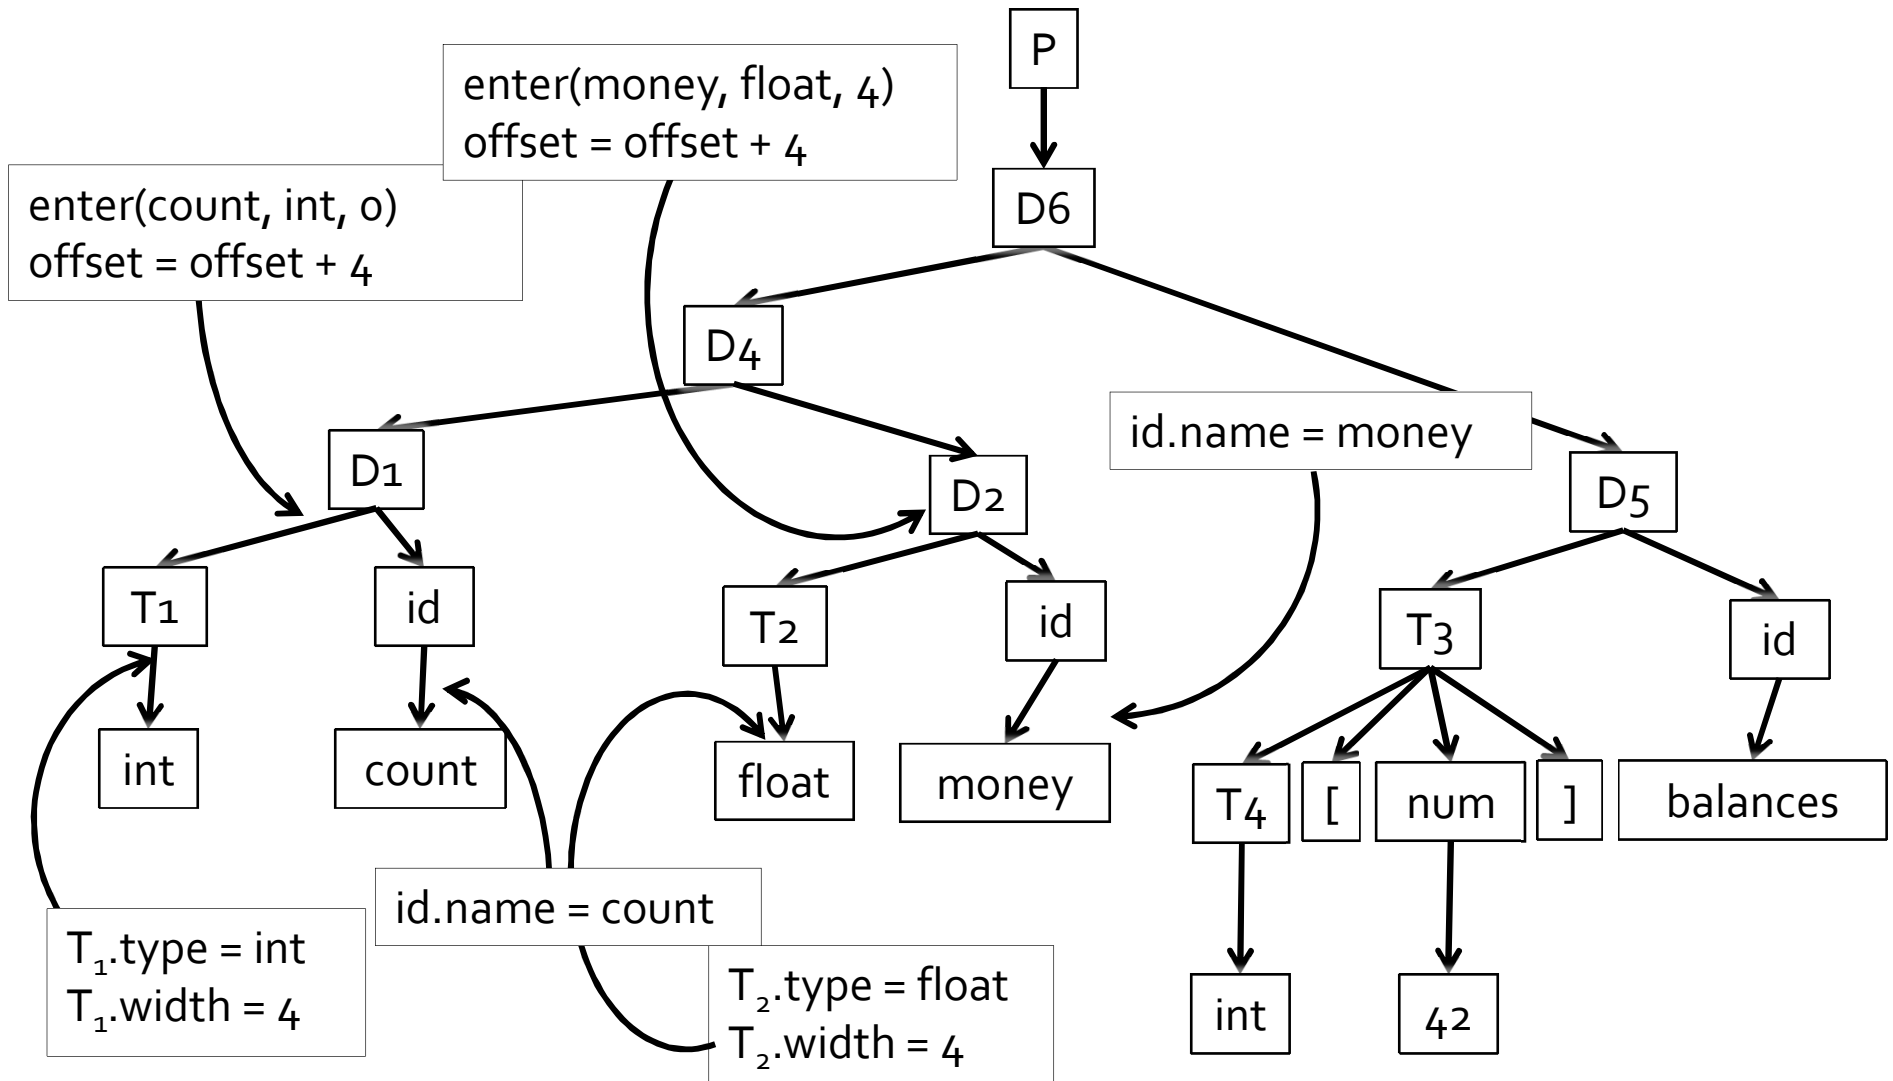 P
enter(money, float, 4)
offset = offset + 4
enter(count, int, 0)
offset = offset + 4
D6
D4
id.name = money
D1
D2
D5
T1
id
T2
id
T3
id
int
count
float
money
T4
[
num
]
balances
id.name = count
T1.type = int
T1.width = 4
T2.type = float
T2.width = 4
int
42